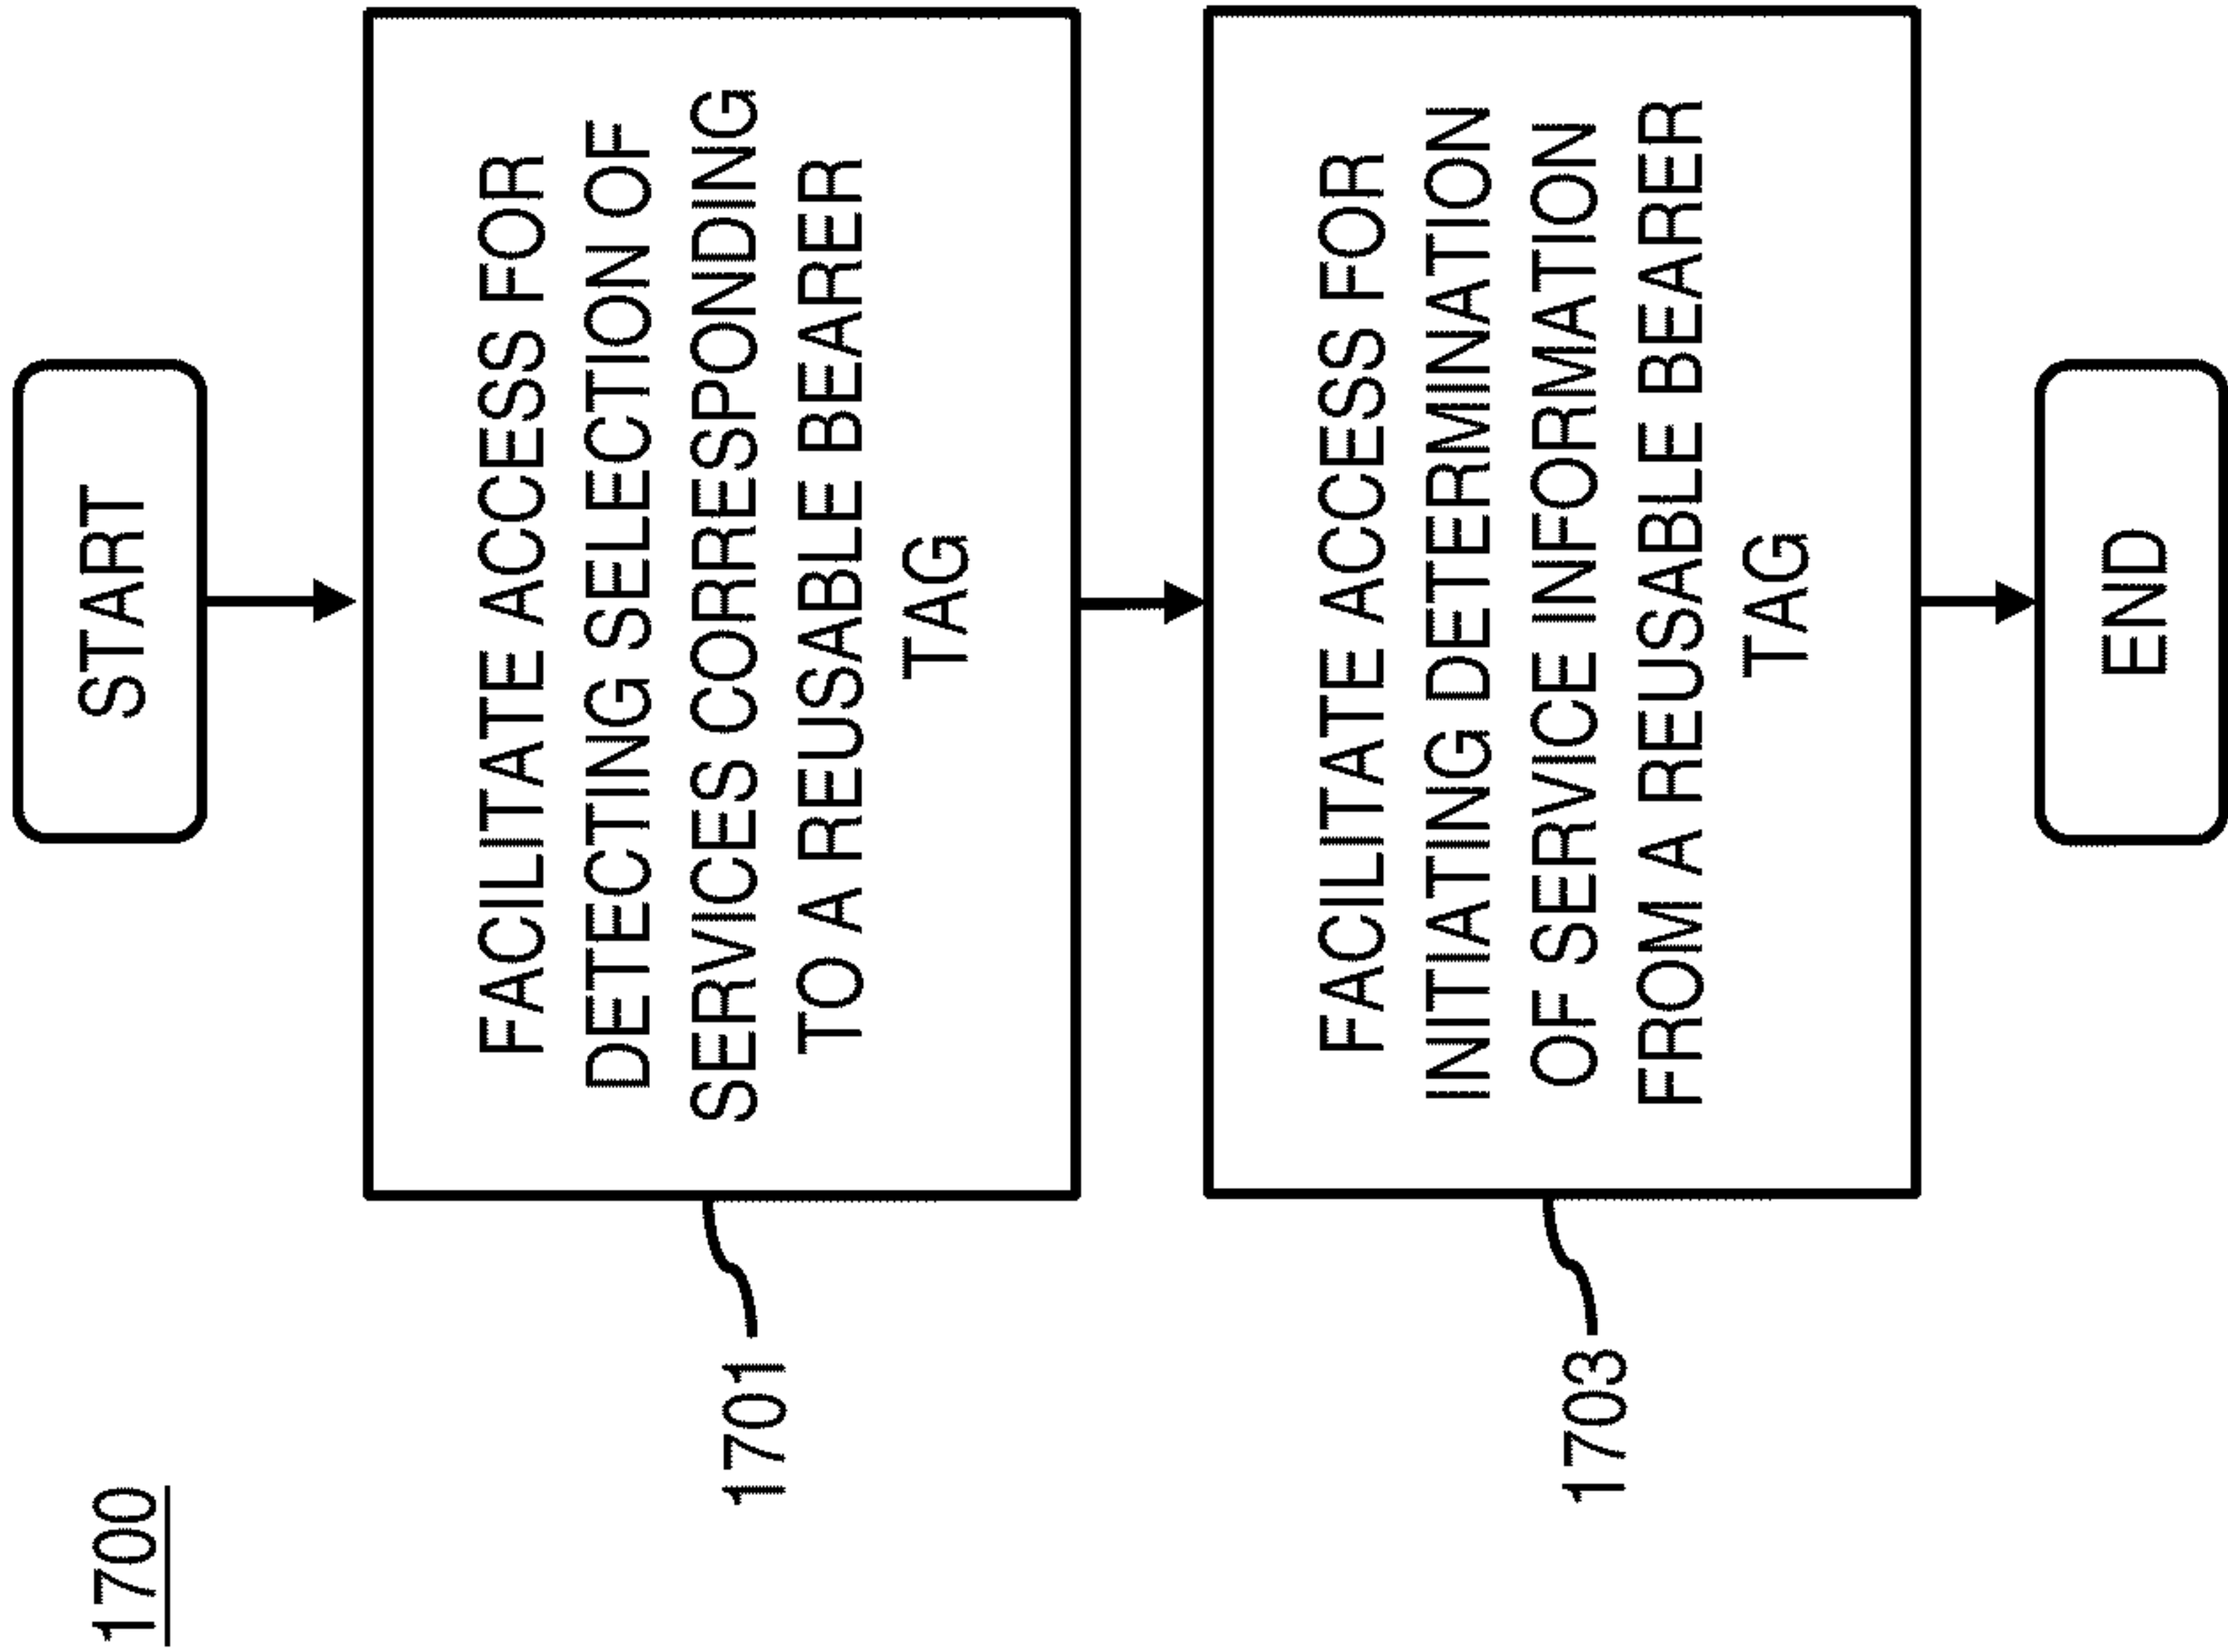 1700
START
FACILITATE ACCESS FOR
DETECTING SELECTION OF
SERVICES CORRESPONDING
TO A REUSABLE BEARER
TAG
1701
FACILITATE ACCESS FOR
INITIATING DETERMINATION
OF SERVICE INFORMATION
FROM A REUSABLE BEARER
TAG
1703
END